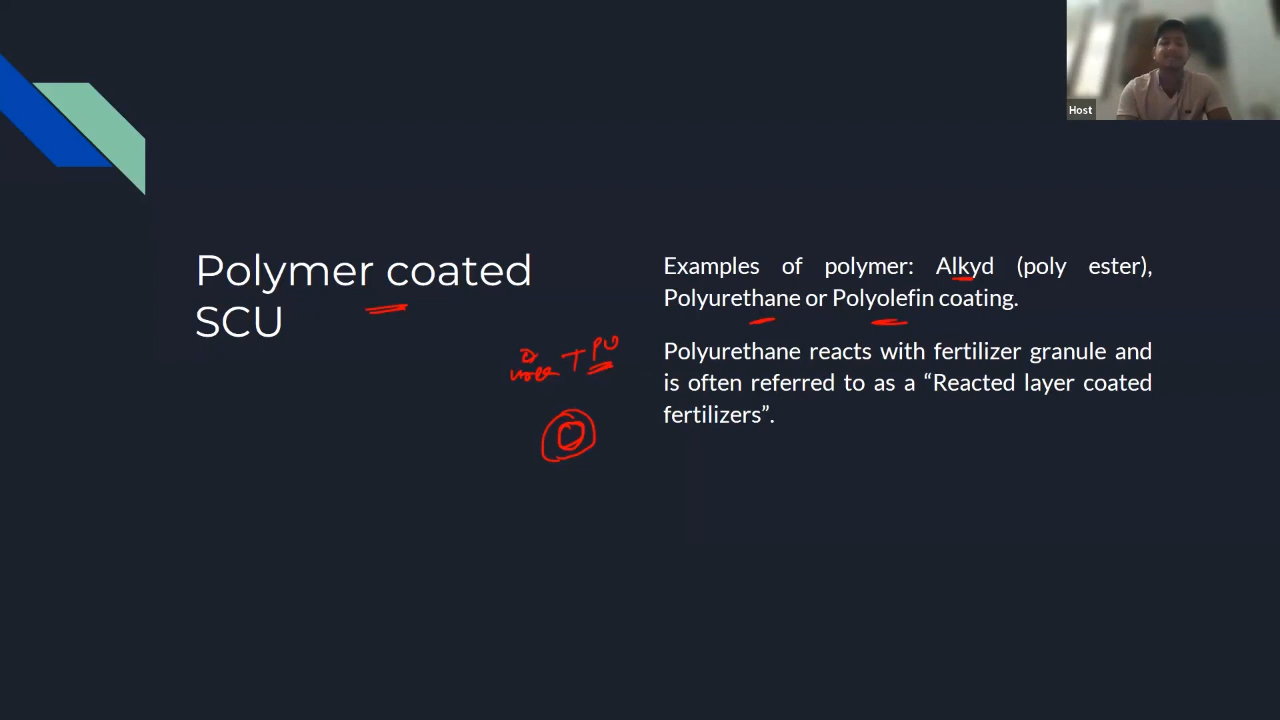 Host
Polymer coated
SCU
Examples of polymer: Alkyd (poly ester),
Polyurethane or Polyolefin coating.
Polyurethane reacts with fertilizer granule and
is often referred to as a “Reacted layer coated
fertilizers”.
+ PU